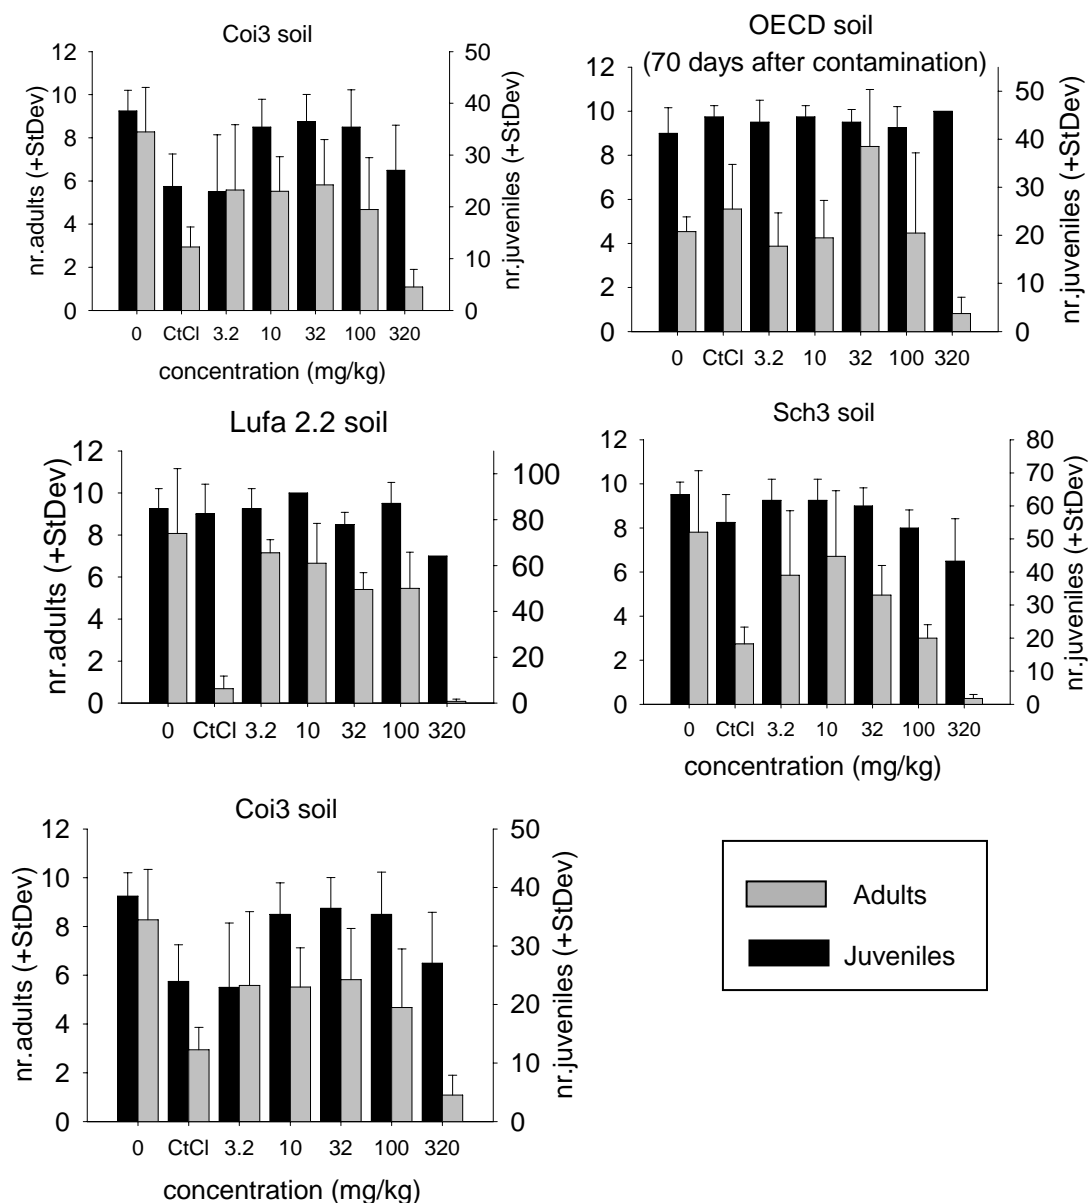 Coi3 soil
12
10
8
6
4
2
0
nr.adults (+StDev)
50
40
30
20
10
0
nr.juveniles (+StDev)
0 CtCl 3.2 10 32 100 320
concentration (mg/kg)
OECD soil
(70 days after contamination)
12
10
8
6
4
2
0
50
40
30
20
10
0
nr.juveniles (+StDev)
0 CtCl 3.2 10 32 100 320
Lufa 2.2 soil
12
10
8
6
4
2
0
nr.adults (+StDev)
100
80
60
40
20
0
0 CtCl 3.2 10 32 100 320
Sch3 soil
12
10
8
6
4
2
0
80
70
60
50
40
30
20
10
0
nr.juveniles (+StDev)
0 CtCl 3.2 10 32 100 320
concentration (mg/kg)
Coi3 soil
12
10
8
6
4
2
0
nr.adults (+StDev)
50
40
30
20
10
0
nr.juveniles (+StDev)
0 CtCl 3.2 10 32 100 320
concentration (mg/kg)
Adults
Juveniles